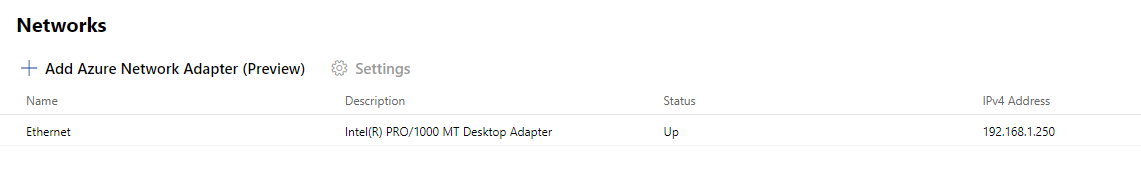 Networks
Add Azure Network Adapter (Preview) Settings
Name Description Status IPv4 Address
Ethernet Intel(R) PRO/1000 MT Desktop Adapter Up 192.168.1.250